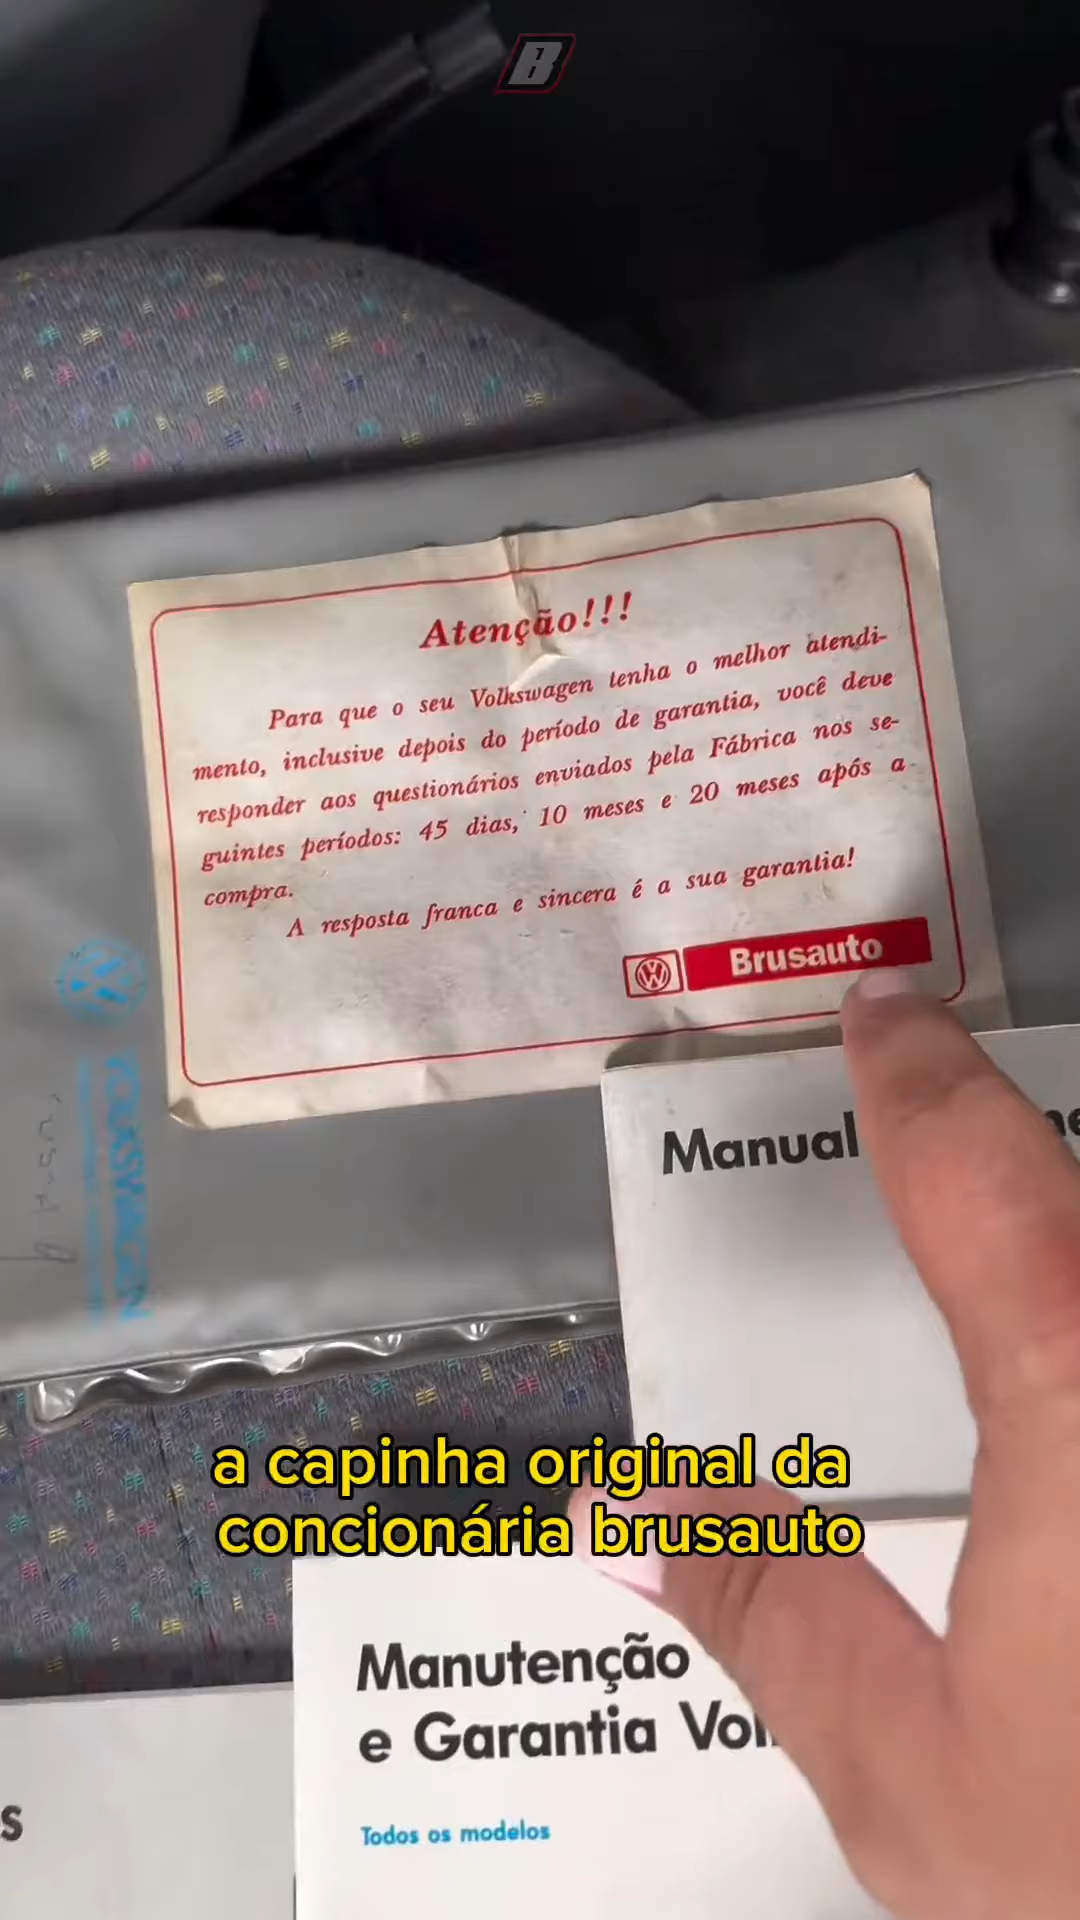 B
Atenção!!!
Para que o seu Volkswagen tenha o melhor atendi-
mento, inclusive depois do período de garantia, você deve
responder aos questionários enviados pela Fábrica nos se-
guintes períodos: 45 dias, 10 meses e 20 meses após a
compra.
A resposta franca e sincera é a sua garantia!
Brusauto
VOLKSWAGEN
Manual
a capinha original da
concionária brusauto
Manutenção
e Garantia
Todos os modelos